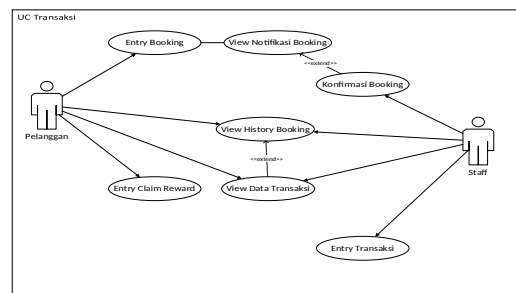 UC Transaksi
Entry Booking
View Notifikasi Booking
<<extend>>
Konfirmasi Booking
Pelanggan
View History Booking
Staff
<<extend>>
Entry Claim Reward
View Data Transaksi
Entry Transaksi